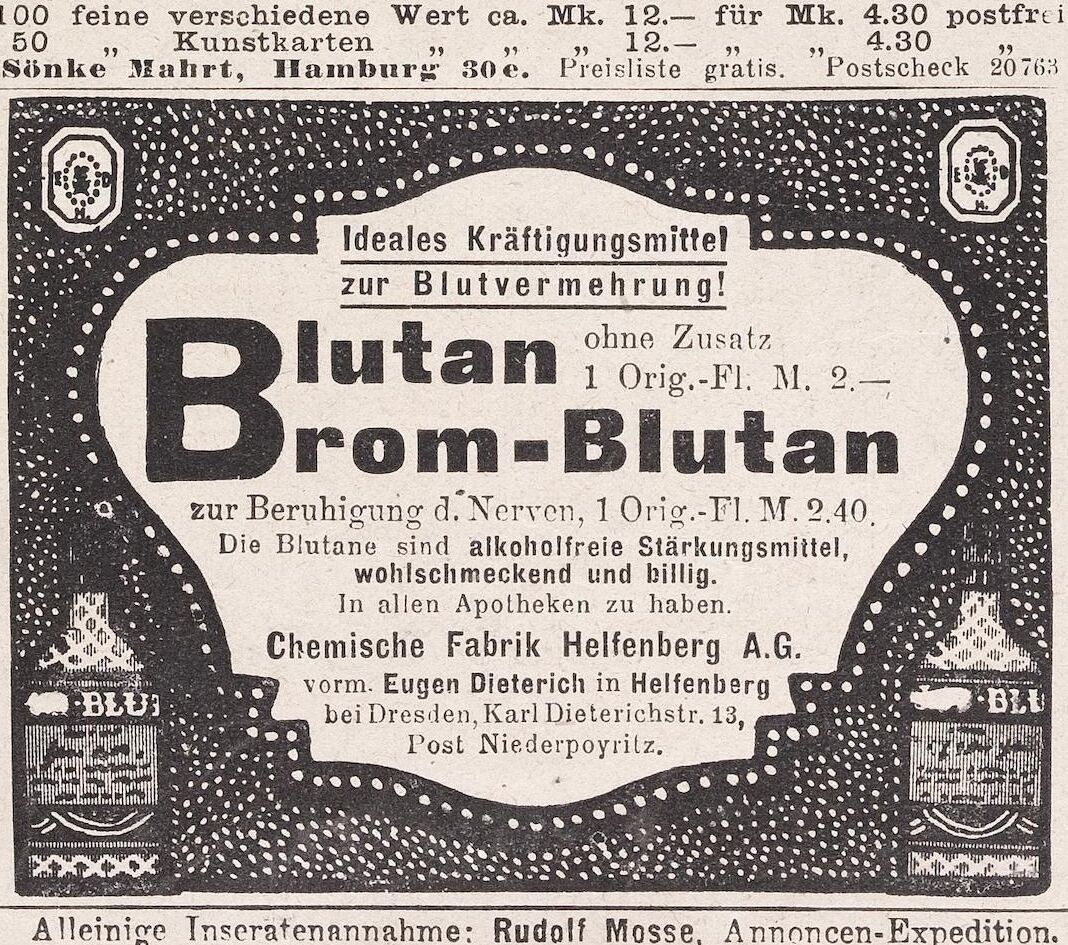 100 feine verschiedene Wert ca. Mk. 12.— für Mk. 4.30 postfrei
50 „ Kunstkarten „ „ „ 12.— „ „ 4.30 „
Sönke Mahrt, Hamburg 30e. Preisliste gratis. Postscheck 20763
Ideales Kräftigungsmittel
zur Blutvermehrung!
Blutan ohne Zusatz
1 Orig.-Fl. M. 2.—
Brom-Blutan
zur Beruhigung d. Nerven, 1 Orig.-Fl. M. 2.40.
Die Blutane sind alkoholfreie Stärkungsmittel,
wohlschmeckend und billig.
In allen Apotheken zu haben.
Chemische Fabrik Helfenberg A.G.
vorm. Eugen Dieterich in Helfenberg
bei Dresden, Karl Dieterichstr. 13,
Post Niederpoyritz.
BLU
BLU
Alleinige Inseratenannahme: Rudolf Mosse, Annoncen-Expedition.